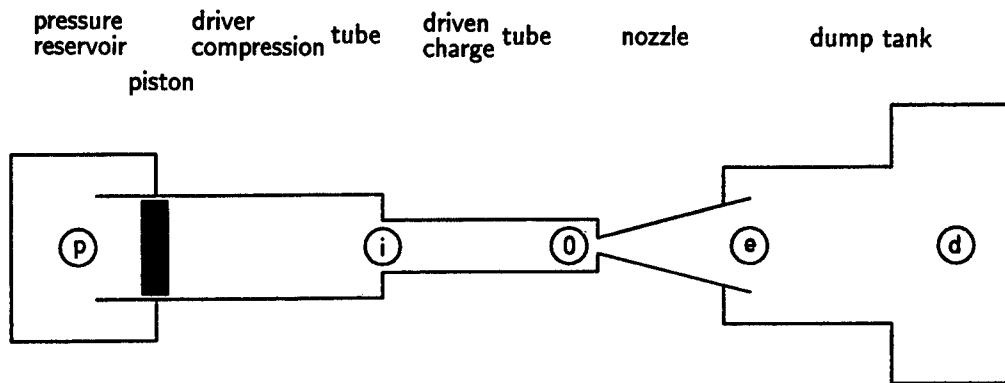 pressure
reservoir
piston
driver
compression tube
driven
charge tube
nozzle
dump tank
p
i
0
e
d